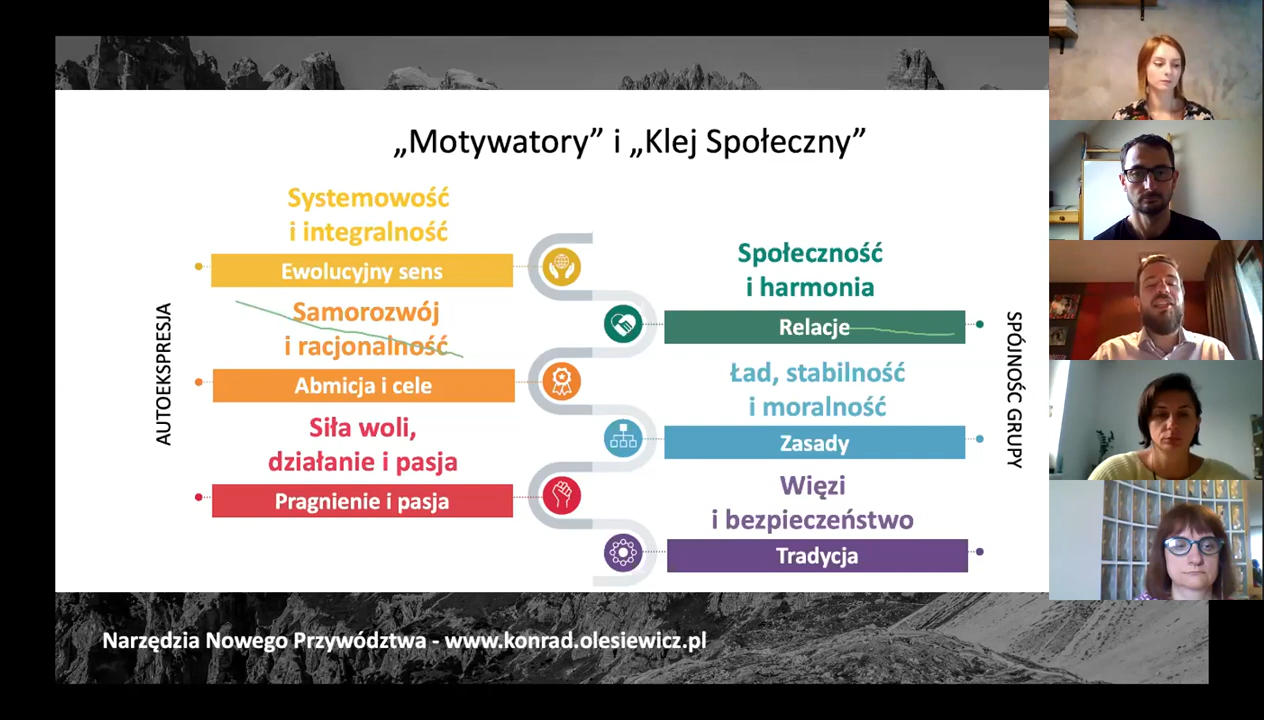 „Motywatory” i „Klej Społeczny”
Systemowość
i integralność
Ewolucyjny sens
Samorozwój
i racjonalność
Abmicja i cele
Siła woli,
działanie i pasja
Pragnienie i pasja
AUTOEKSPRESJA
Społeczność
i harmonia
Relacje
Ład, stabilność
i moralność
Zasady
Więzi
i bezpieczeństwo
Tradycja
SPÓJNOŚĆ GRUPY
Narzędzia Nowego Przywództwa - www.konrad.olesiewicz.pl